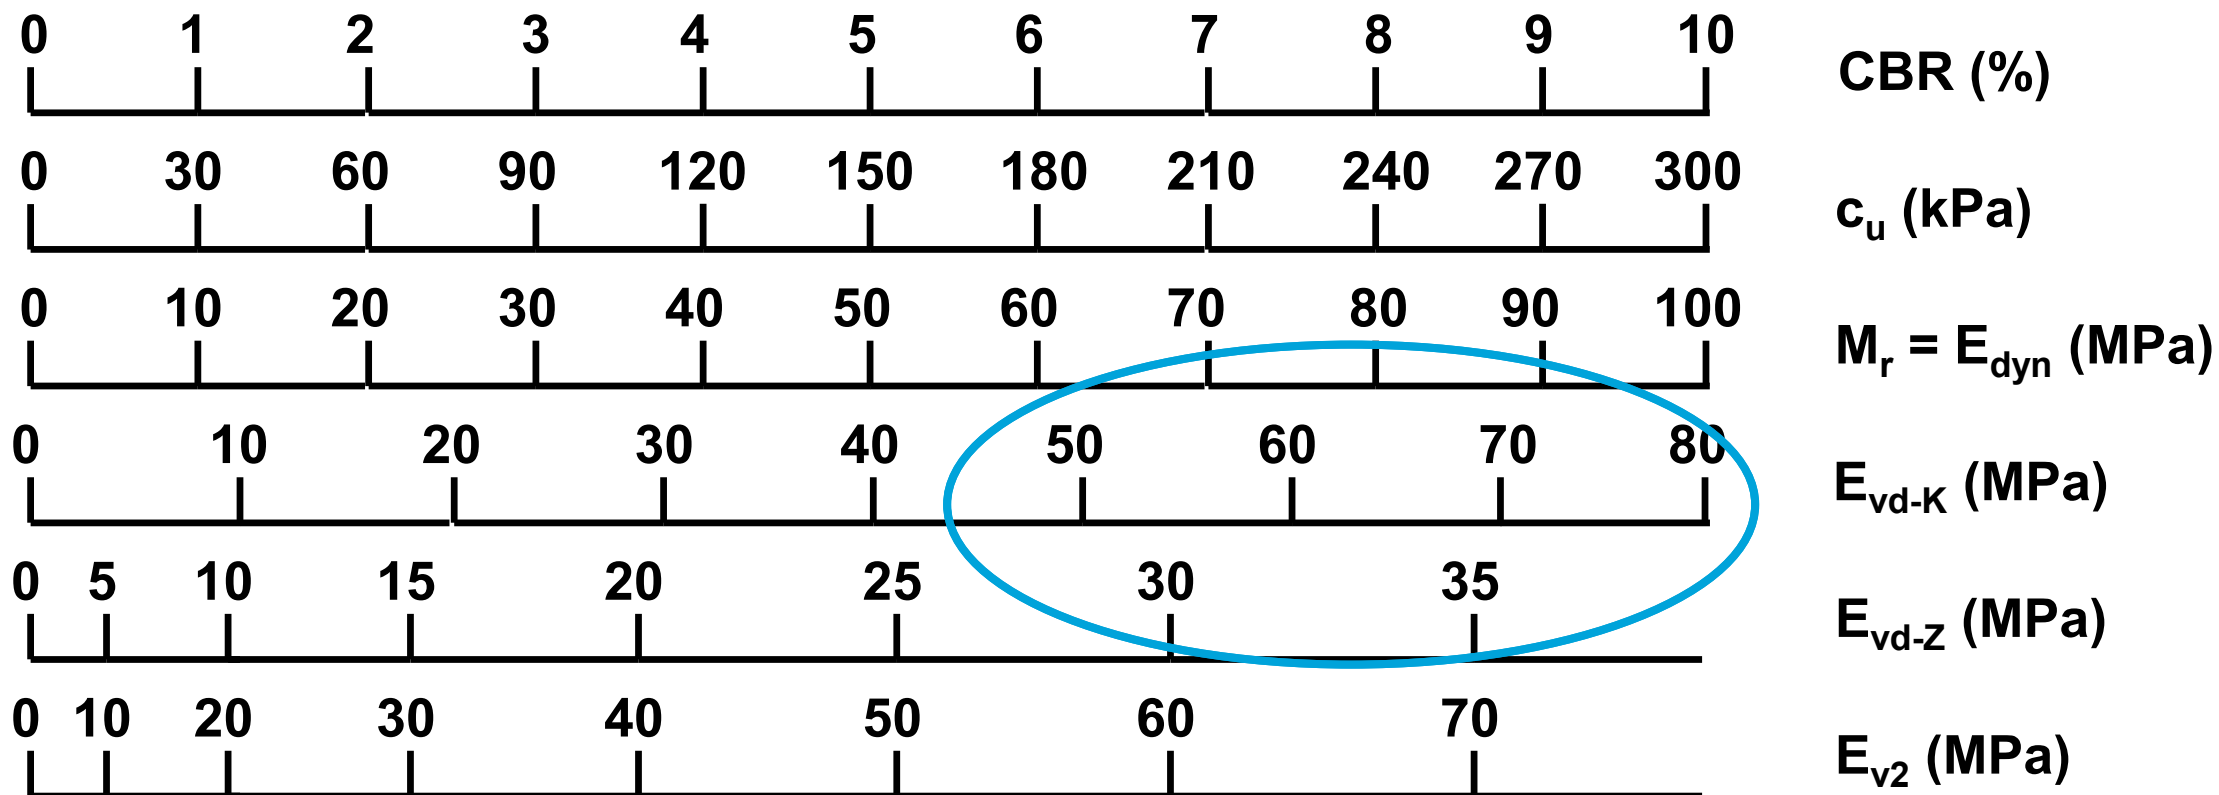 0 1 2 3 4 5 6 7 8 9 10
CBR (%)
0 30 60 90 120 150 180 210 240 270 300
cu (kPa)
0 10 20 30 40 50 60 70 80 90 100
Mr = Edyn (MPa)
0 10 20 30 40 50 60 70 80
Evd-K (MPa)
0 5 10 15 20 25 30 35
Evd-Z (MPa)
0 10 20 30 40 50 60 70
Ev2 (MPa)